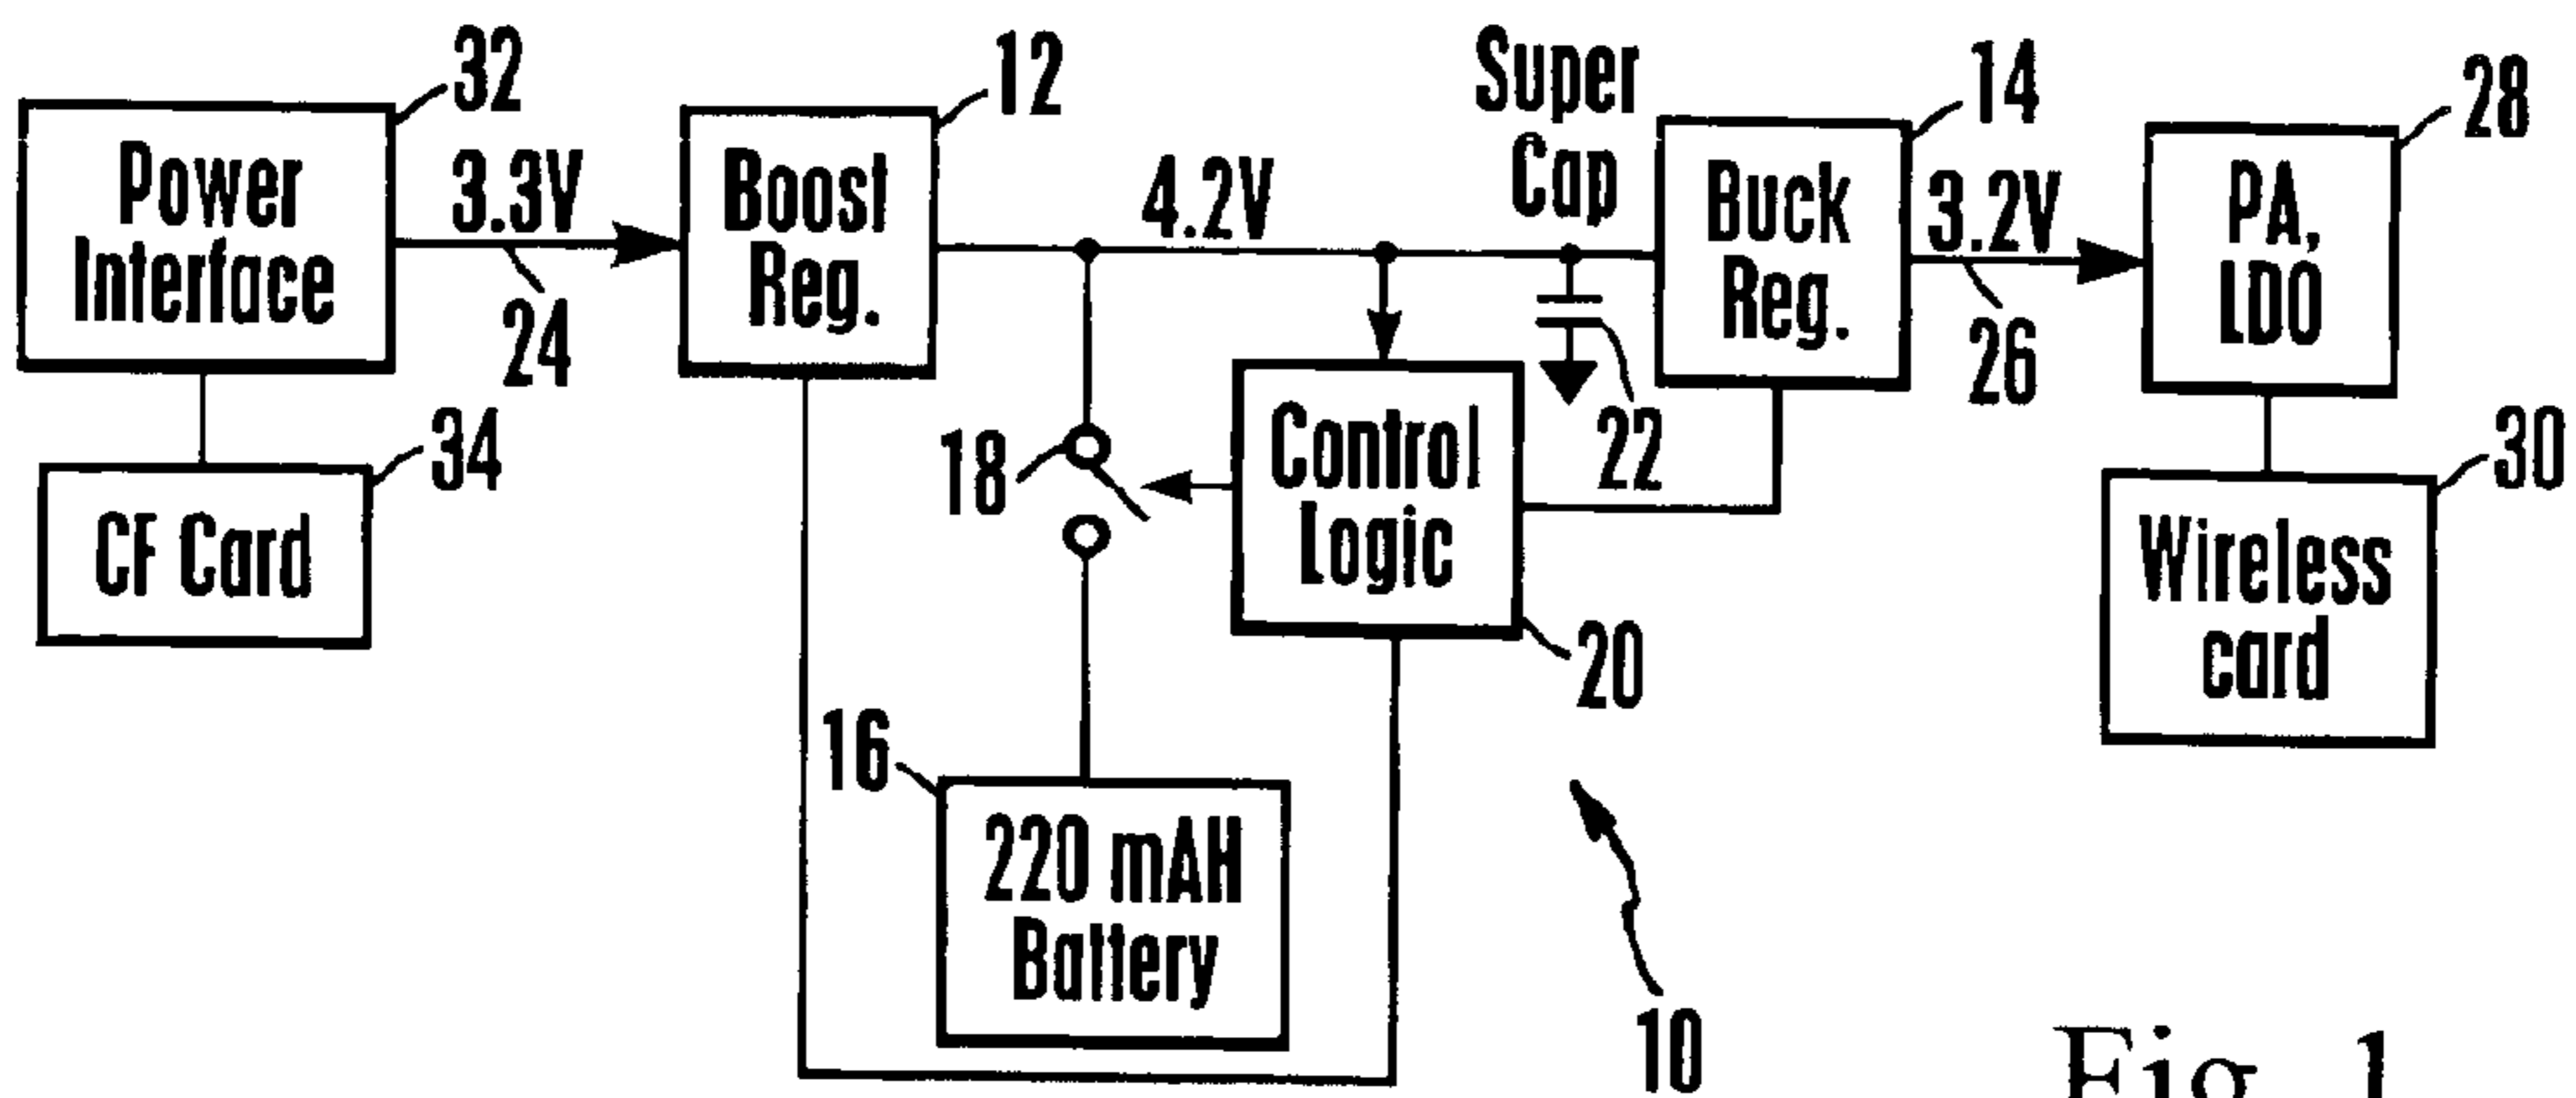 32
Power
Interface
3.3V
24
34
CF Card
12
Boost
Reg.
4.2V
Super
Cap
22
14
Buck
Reg.
3.2V
26
28
PA,
LDO
30
Wireless
card
18
Control
Logic
20
16
220 mAH
Battery
10
Fig. 1